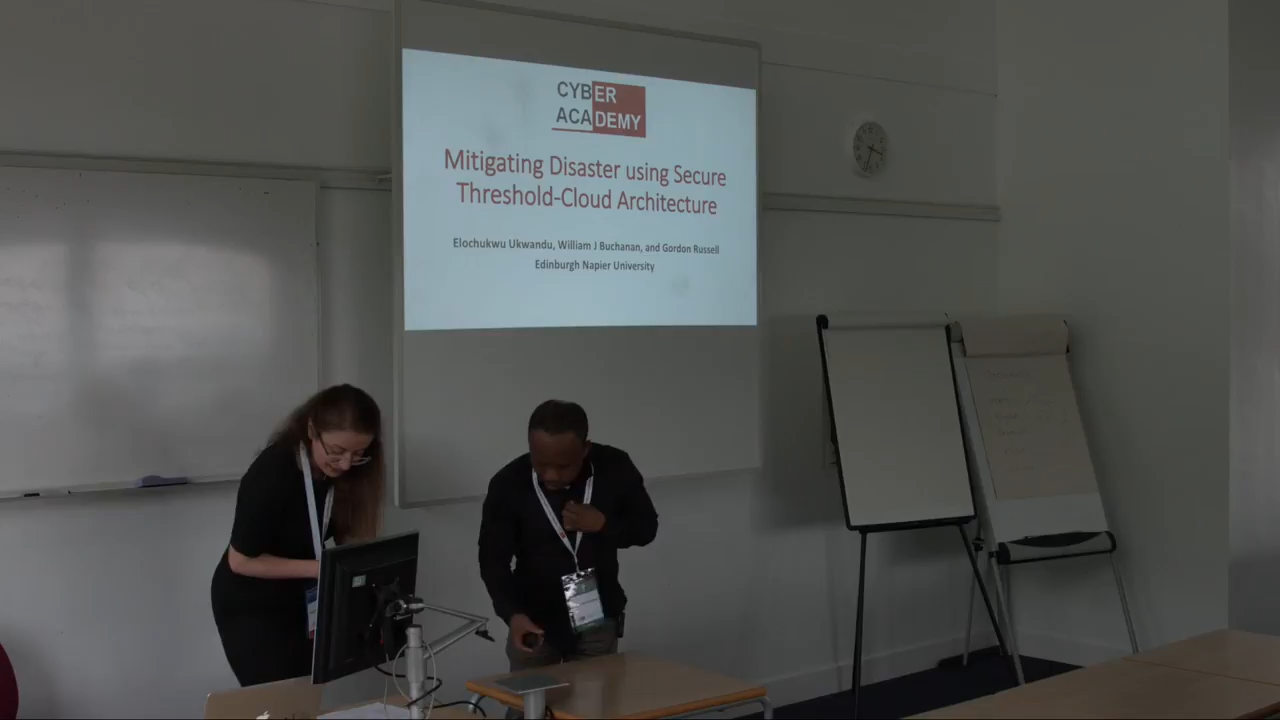 CYBER
ACADEMY
Mitigating Disaster using Secure
Threshold-Cloud Architecture
Elochukwu Ukwandu, William J Buchanan, and Gordon Russell
Edinburgh Napier University